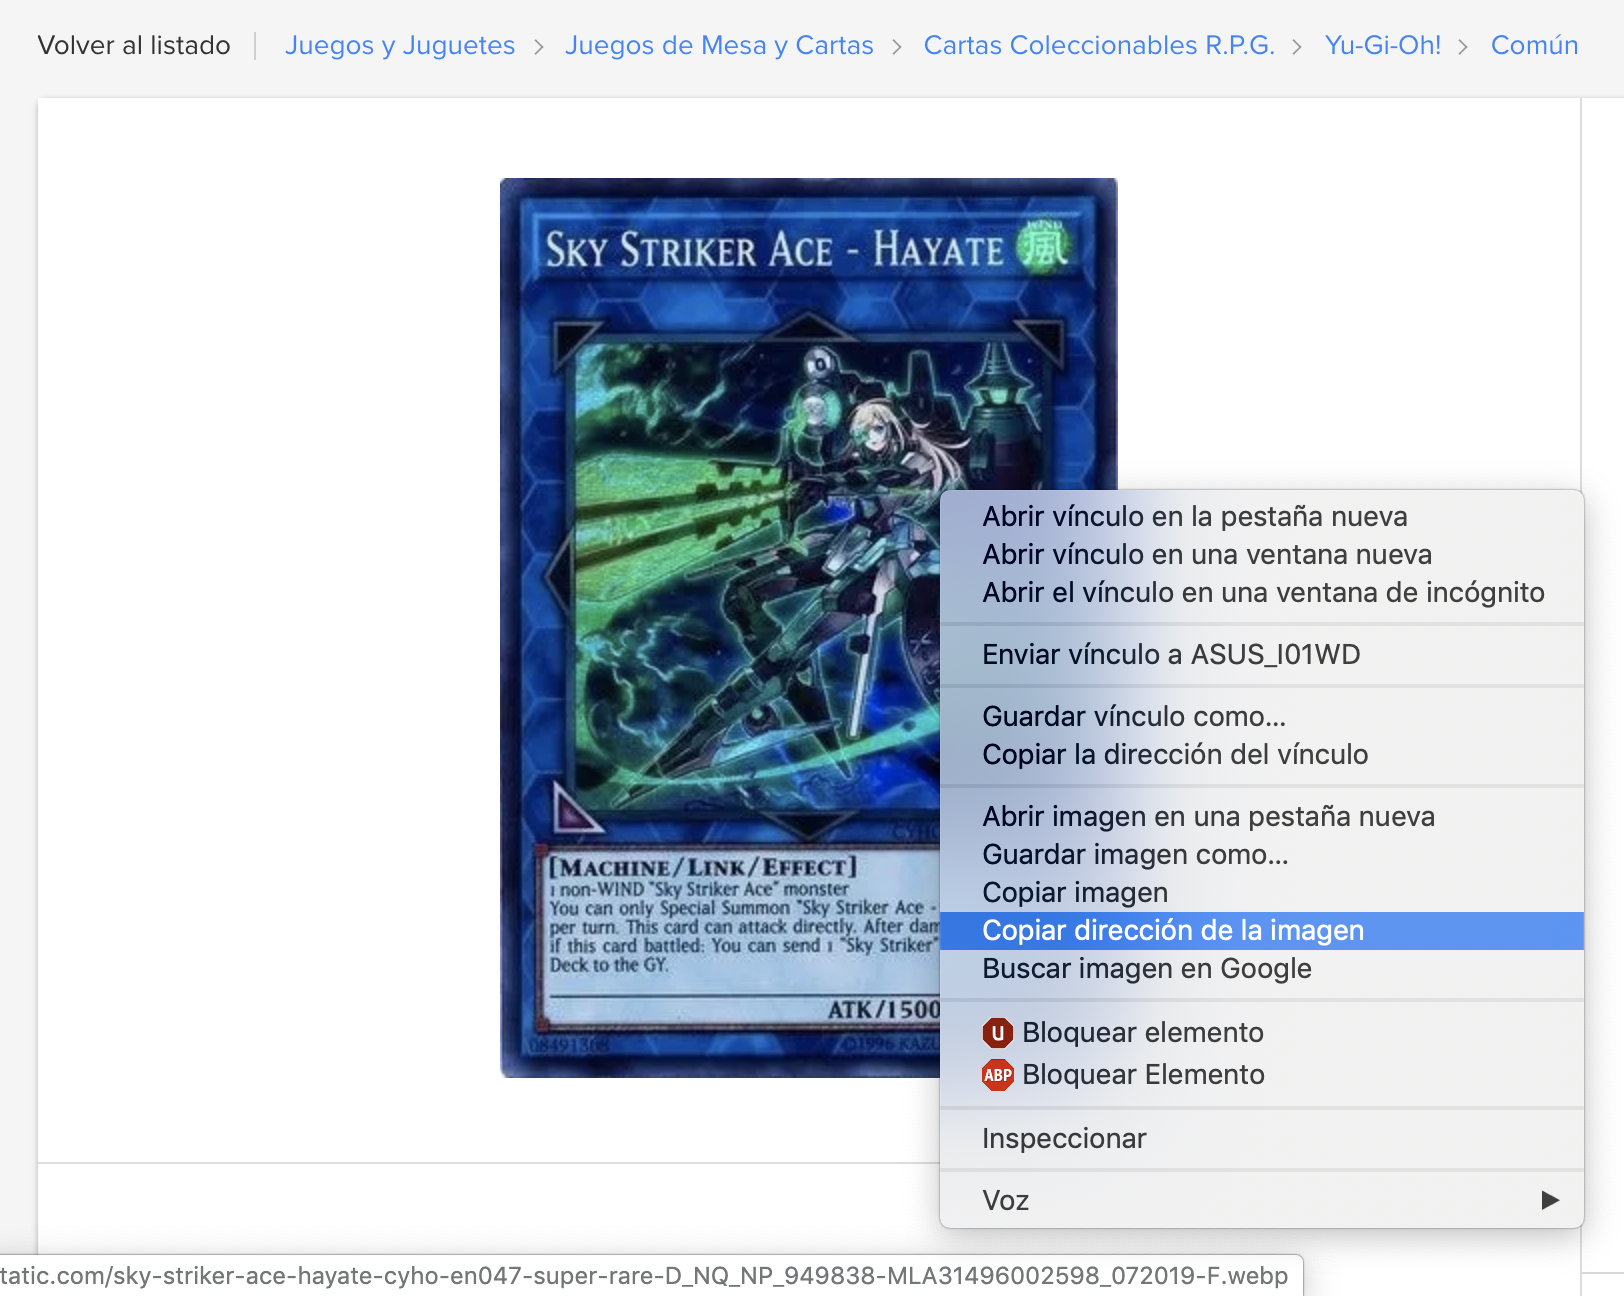 Volver al listado
Juegos y Juguetes > Juegos de Mesa y Cartas > Cartas Coleccionables R.P.G. > Yu-Gi-Oh! > Común
SKY STRIKER ACE - HAYATE
WIND
風
CYHO
[MACHINE/LINK/EFFECT]
1 non-WIND "Sky Striker Ace" monster
You can only Special Summon "Sky Striker Ace -
per turn. This card can attack directly. After dam
if this card battled: You can send 1 "Sky Striker"
Deck to the GY.
ATK/1500
08491308
©1996 KAZU
Abrir vínculo en la pestaña nueva
Abrir vínculo en una ventana nueva
Abrir el vínculo en una ventana de incógnito
Enviar vínculo a ASUS_I01WD
Guardar vínculo como...
Copiar la dirección del vínculo
Abrir imagen en una pestaña nueva
Guardar imagen como...
Copiar imagen
Copiar dirección de la imagen
Buscar imagen en Google
U Bloquear elemento
ABP Bloquear Elemento
Inspeccionar
Voz
tatic.com/sky-striker-ace-hayate-cyho-en047-super-rare-D_NQ_NP_949838-MLA31496002598_072019-F.webp